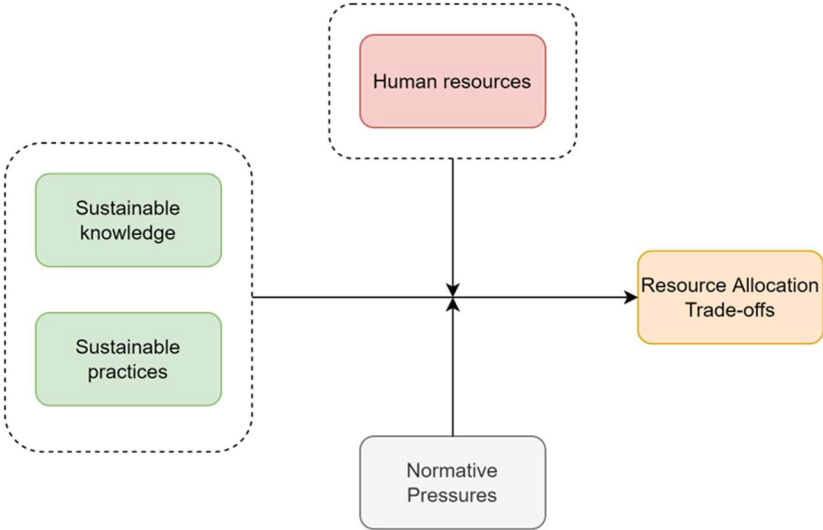 Human resources
Sustainable
knowledge
Sustainable
practices
Resource Allocation
Trade-offs
Normative
Pressures